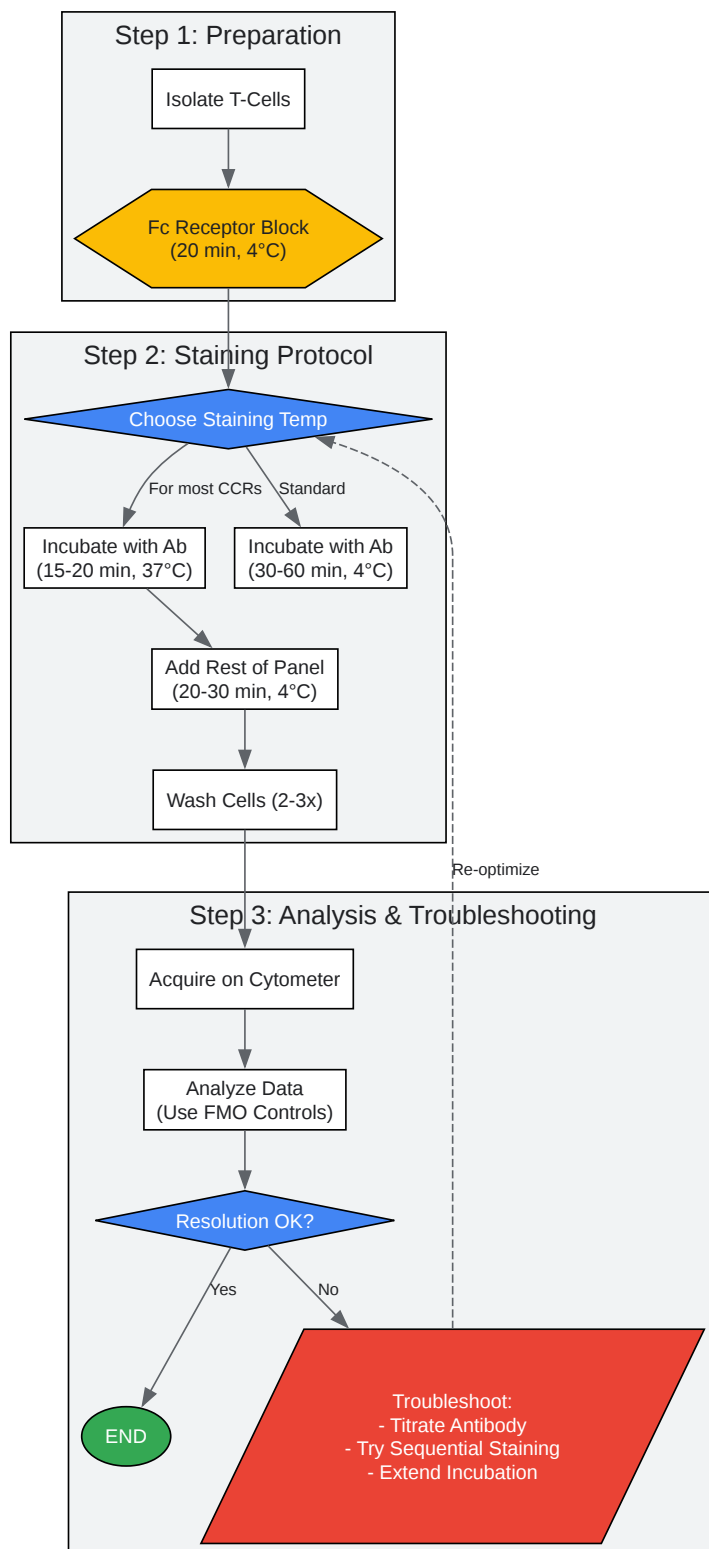 Step 1: Preparation
Isolate T-Cells
Fc Receptor Block
(20 min, 4°C)
Step 2: Staining Protocol
Choose Staining Temp
For most CCRs
Standard
Incubate with Ab
(15-20 min, 37°C)
Incubate with Ab
(30-60 min, 4°C)
Add Rest of Panel
(20-30 min, 4°C)
Wash Cells (2-3x)
Re-optimize
Step 3: Analysis & Troubleshooting
Acquire on Cytometer
Analyze Data
(Use FMO Controls)
Resolution OK?
Yes
No
Troubleshoot:
- Titrate Antibody
- Try Sequential Staining
- Extend Incubation
END